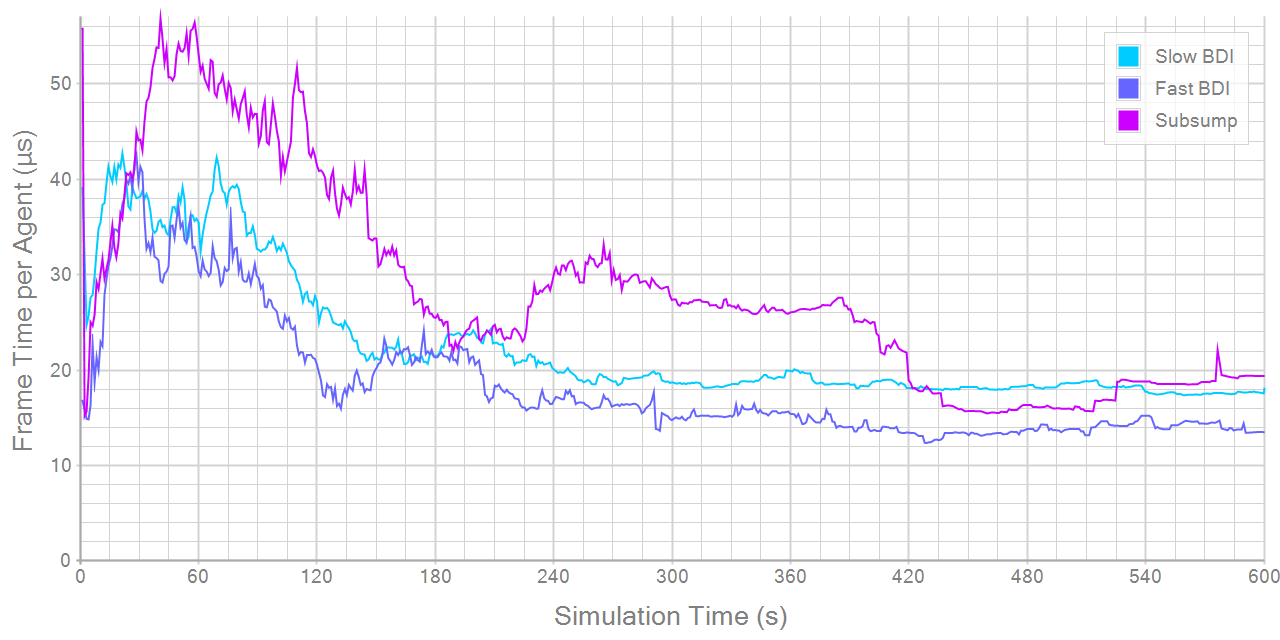 Slow BDI
Fast BDI
Subsump
Frame Time per Agent (µs)
50
40
30
20
10
0
0 60 120 180 240 300 360 420 480 540 600
Simulation Time (s)